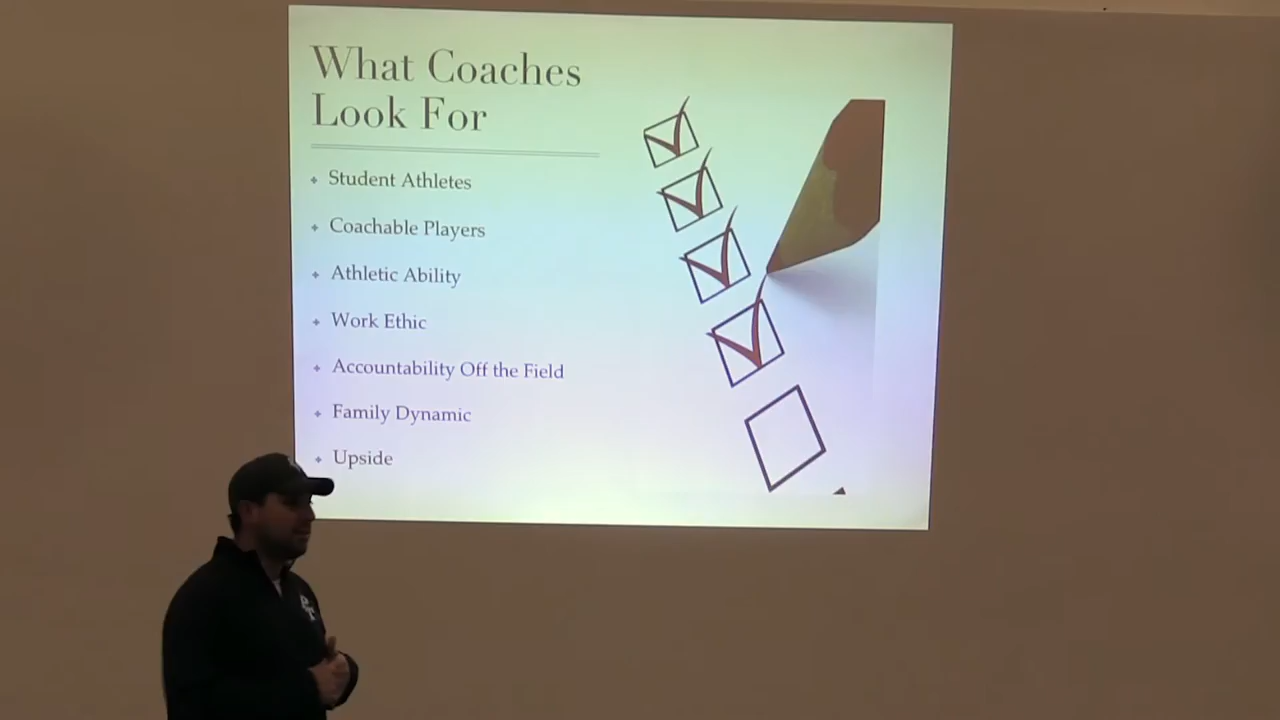 What Coaches
Look For
Student Athletes
Coachable Players
Athletic Ability
Work Ethic
Accountability Off the Field
Family Dynamic
Upside